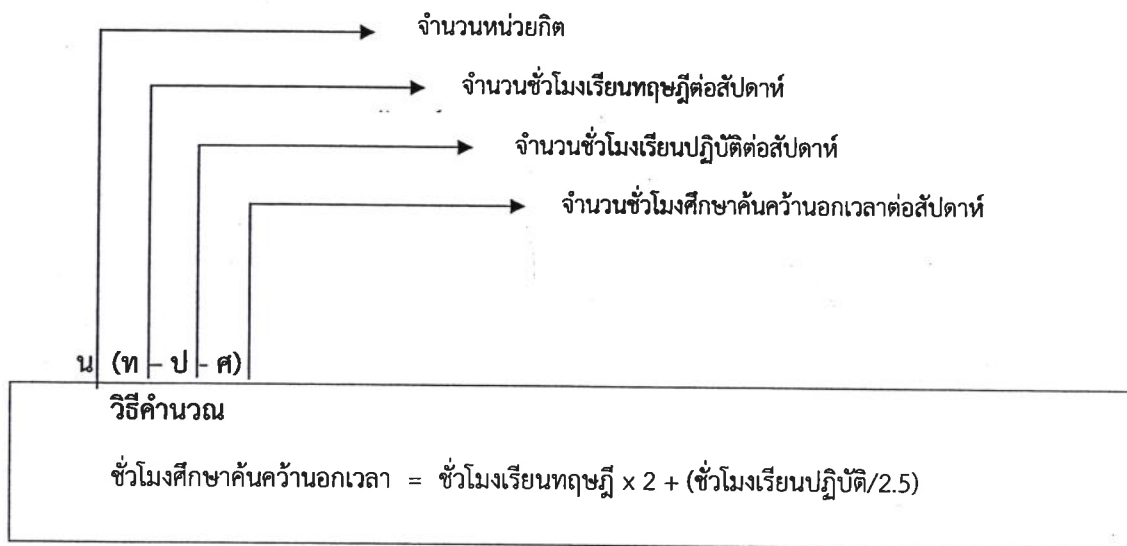 จำนวนหน่วยกิต
จำนวนชั่วโมงเรียนทฤษฎีต่อสัปดาห์
จำนวนชั่วโมงเรียนปฏิบัติต่อสัปดาห์
จำนวนชั่วโมงศึกษาค้นคว้านอกเวลาต่อสัปดาห์
น (ท - ป - ศ)
วิธีคำนวณ
ชั่วโมงศึกษาค้นคว้านอกเวลา = ชั่วโมงเรียนทฤษฎี x 2 + (ชั่วโมงเรียนปฏิบัติ/2.5)